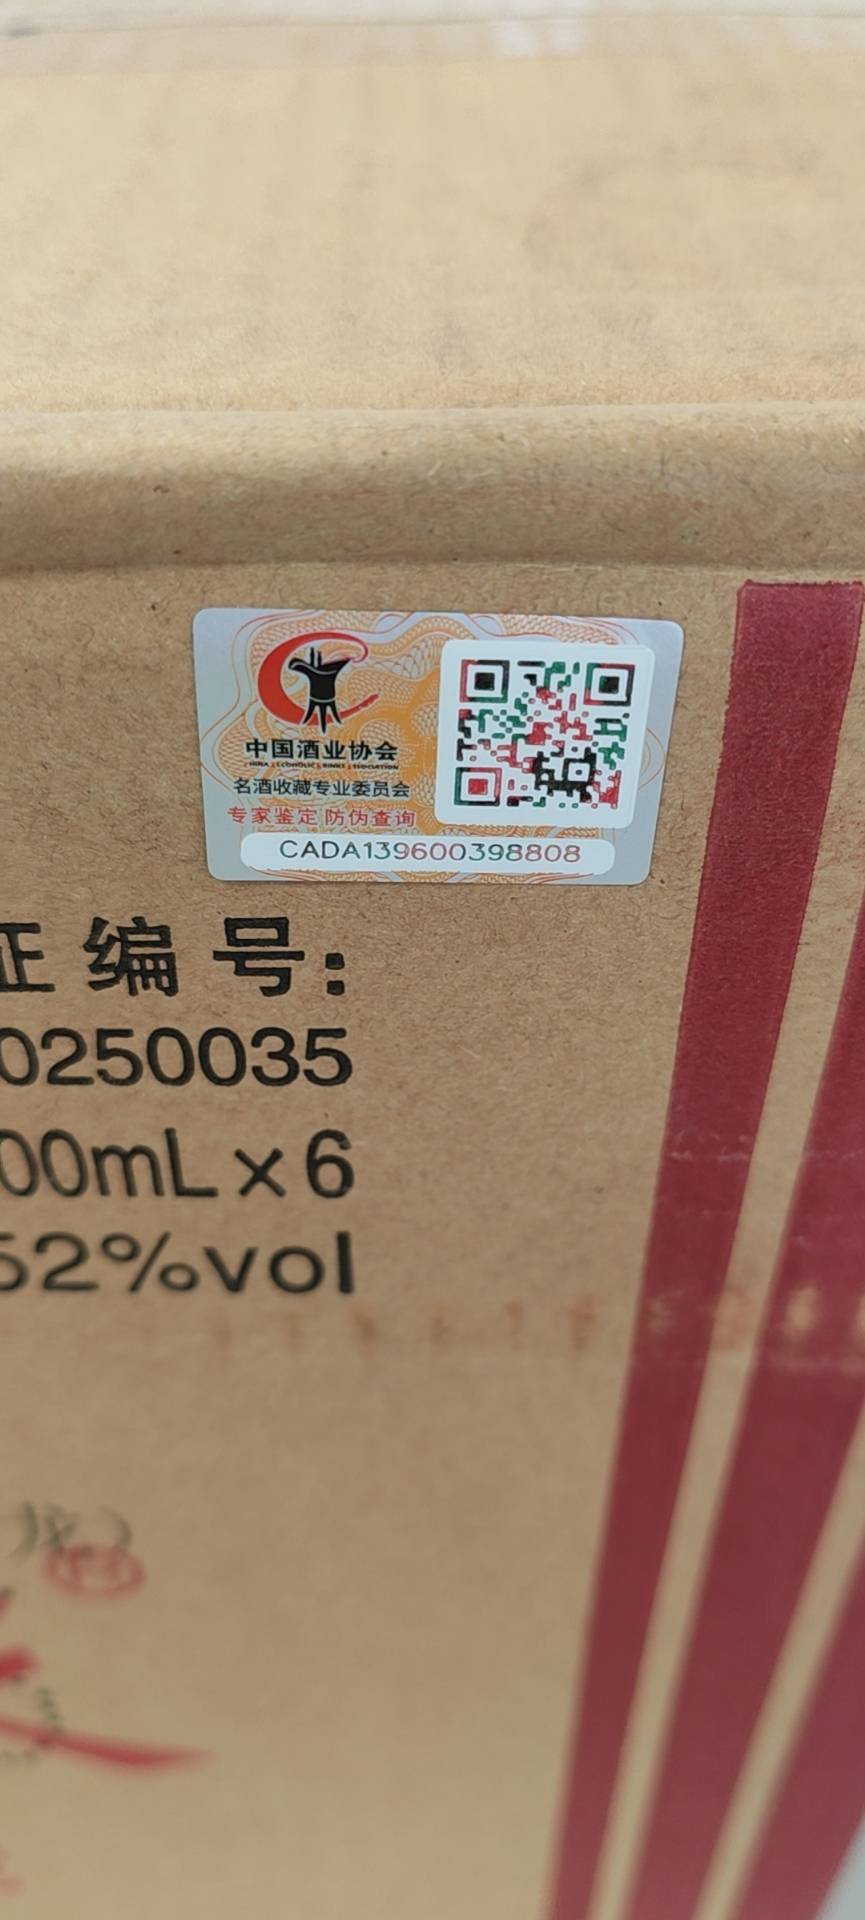 中国酒业协会
CHINA ALCOHOLIC DRINKS ASSOCIATION
名酒收藏专业委员会
专家鉴定 防伪查询
CADA139600398808
证编号:
0250035
00mL×6
52%vol